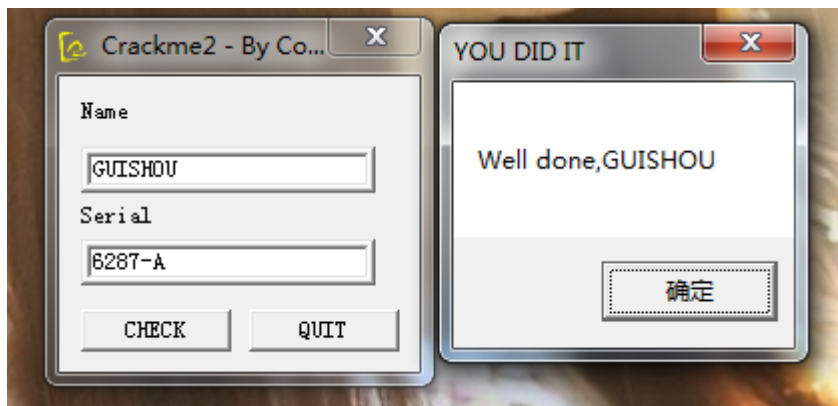 Crackme2 - By Co...
Name
GUISHOU
Serial
6287-A
CHECK
QUIT
YOU DID IT
Well done,GUISHOU
确定